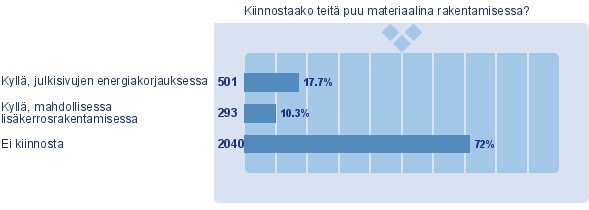 Kiinnostaako teitä puu materiaalina rakentamisessa?
Kyllä, julkisivujen energiakorjauksessa 501 17.7%
Kyllä, mahdollisessa
lisäkerrosrakentamisessa 293 10.3%
Ei kiinnosta 2040 72%